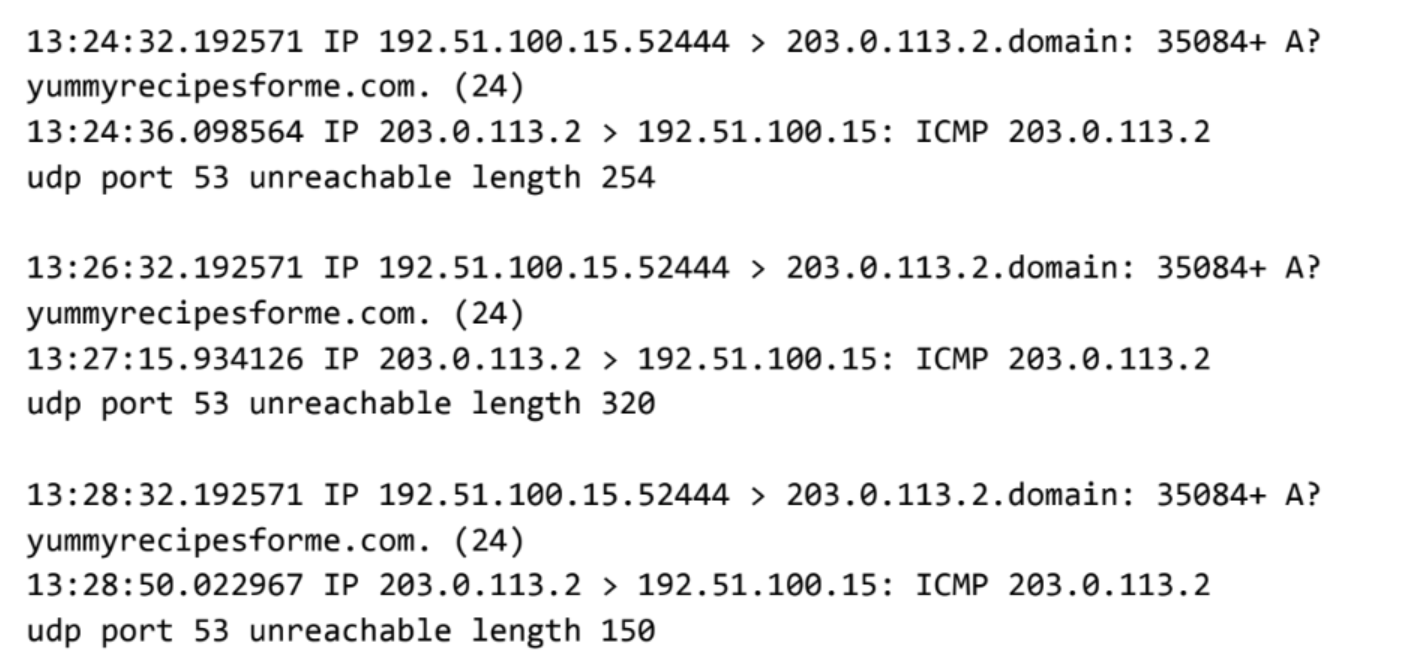 13:24:32.192571 IP 192.51.100.15.52444 > 203.0.113.2.domain: 35084+ A?
yummyrecipesforme.com. (24)
13:24:36.098564 IP 203.0.113.2 > 192.51.100.15: ICMP 203.0.113.2
udp port 53 unreachable length 254
13:26:32.192571 IP 192.51.100.15.52444 > 203.0.113.2.domain: 35084+ A?
yummyrecipesforme.com. (24)
13:27:15.934126 IP 203.0.113.2 > 192.51.100.15: ICMP 203.0.113.2
udp port 53 unreachable length 320
13:28:32.192571 IP 192.51.100.15.52444 > 203.0.113.2.domain: 35084+ A?
yummyrecipesforme.com. (24)
13:28:50.022967 IP 203.0.113.2 > 192.51.100.15: ICMP 203.0.113.2
udp port 53 unreachable length 150